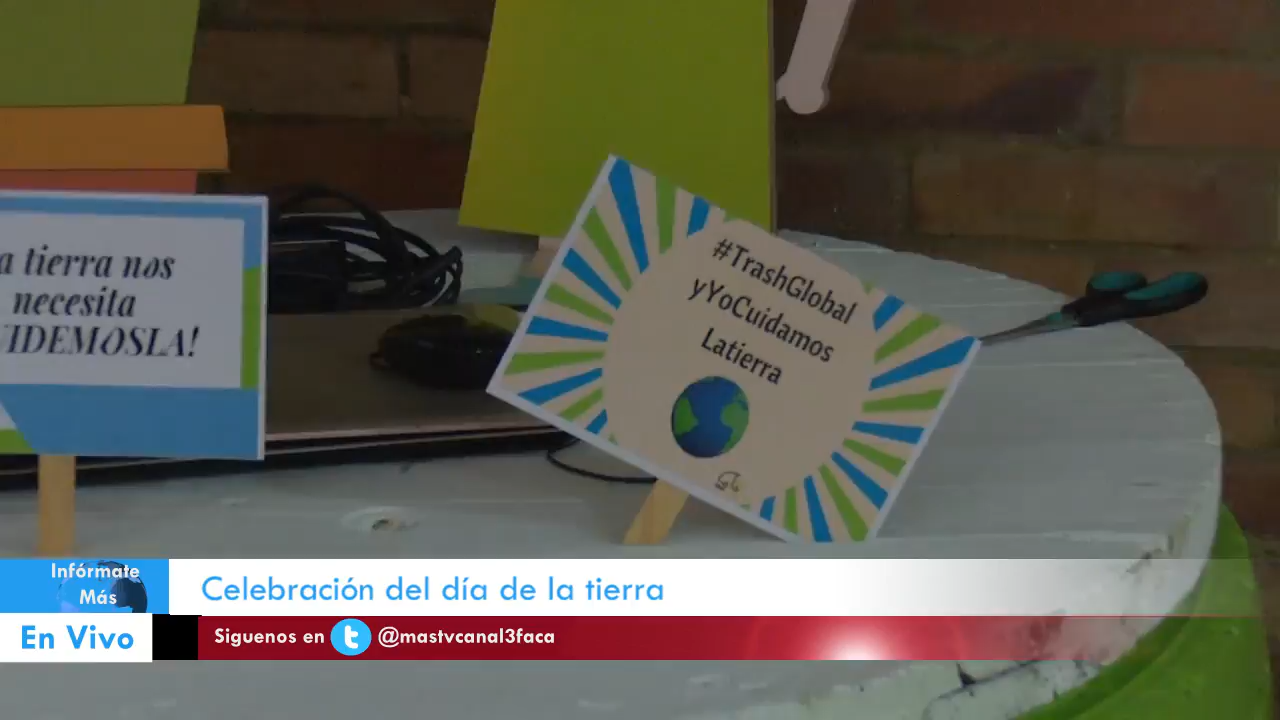 a tierra nos
necesita
VIDEMOSLA!
#TrashGlobal
yYoCuidamos
Latierra
Infórmate
Más
Celebración del día de la tierra
En Vivo
Siguenos en @mastvcanal3faca